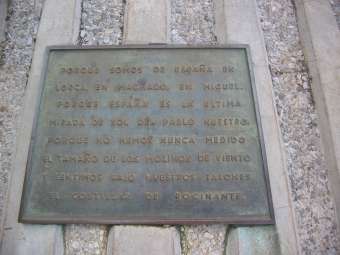 PORQUE SOMOS DE ESPAÑA EN
LORCA, EN MACHADO, EN MIGUEL.
PORQUE ESPAÑA ES LA ULTIMA
MIRADA DE SOL DEL PABLO NUESTRO.
PORQUE NO HEMOS NUNCA MEDIDO
EL TAMAÑO DE LOS MOLINOS DE VIENTO
Y SENTIMOS BAJO NUESTROS TALONES
EL COSTILLAR DE ROCINANTE.